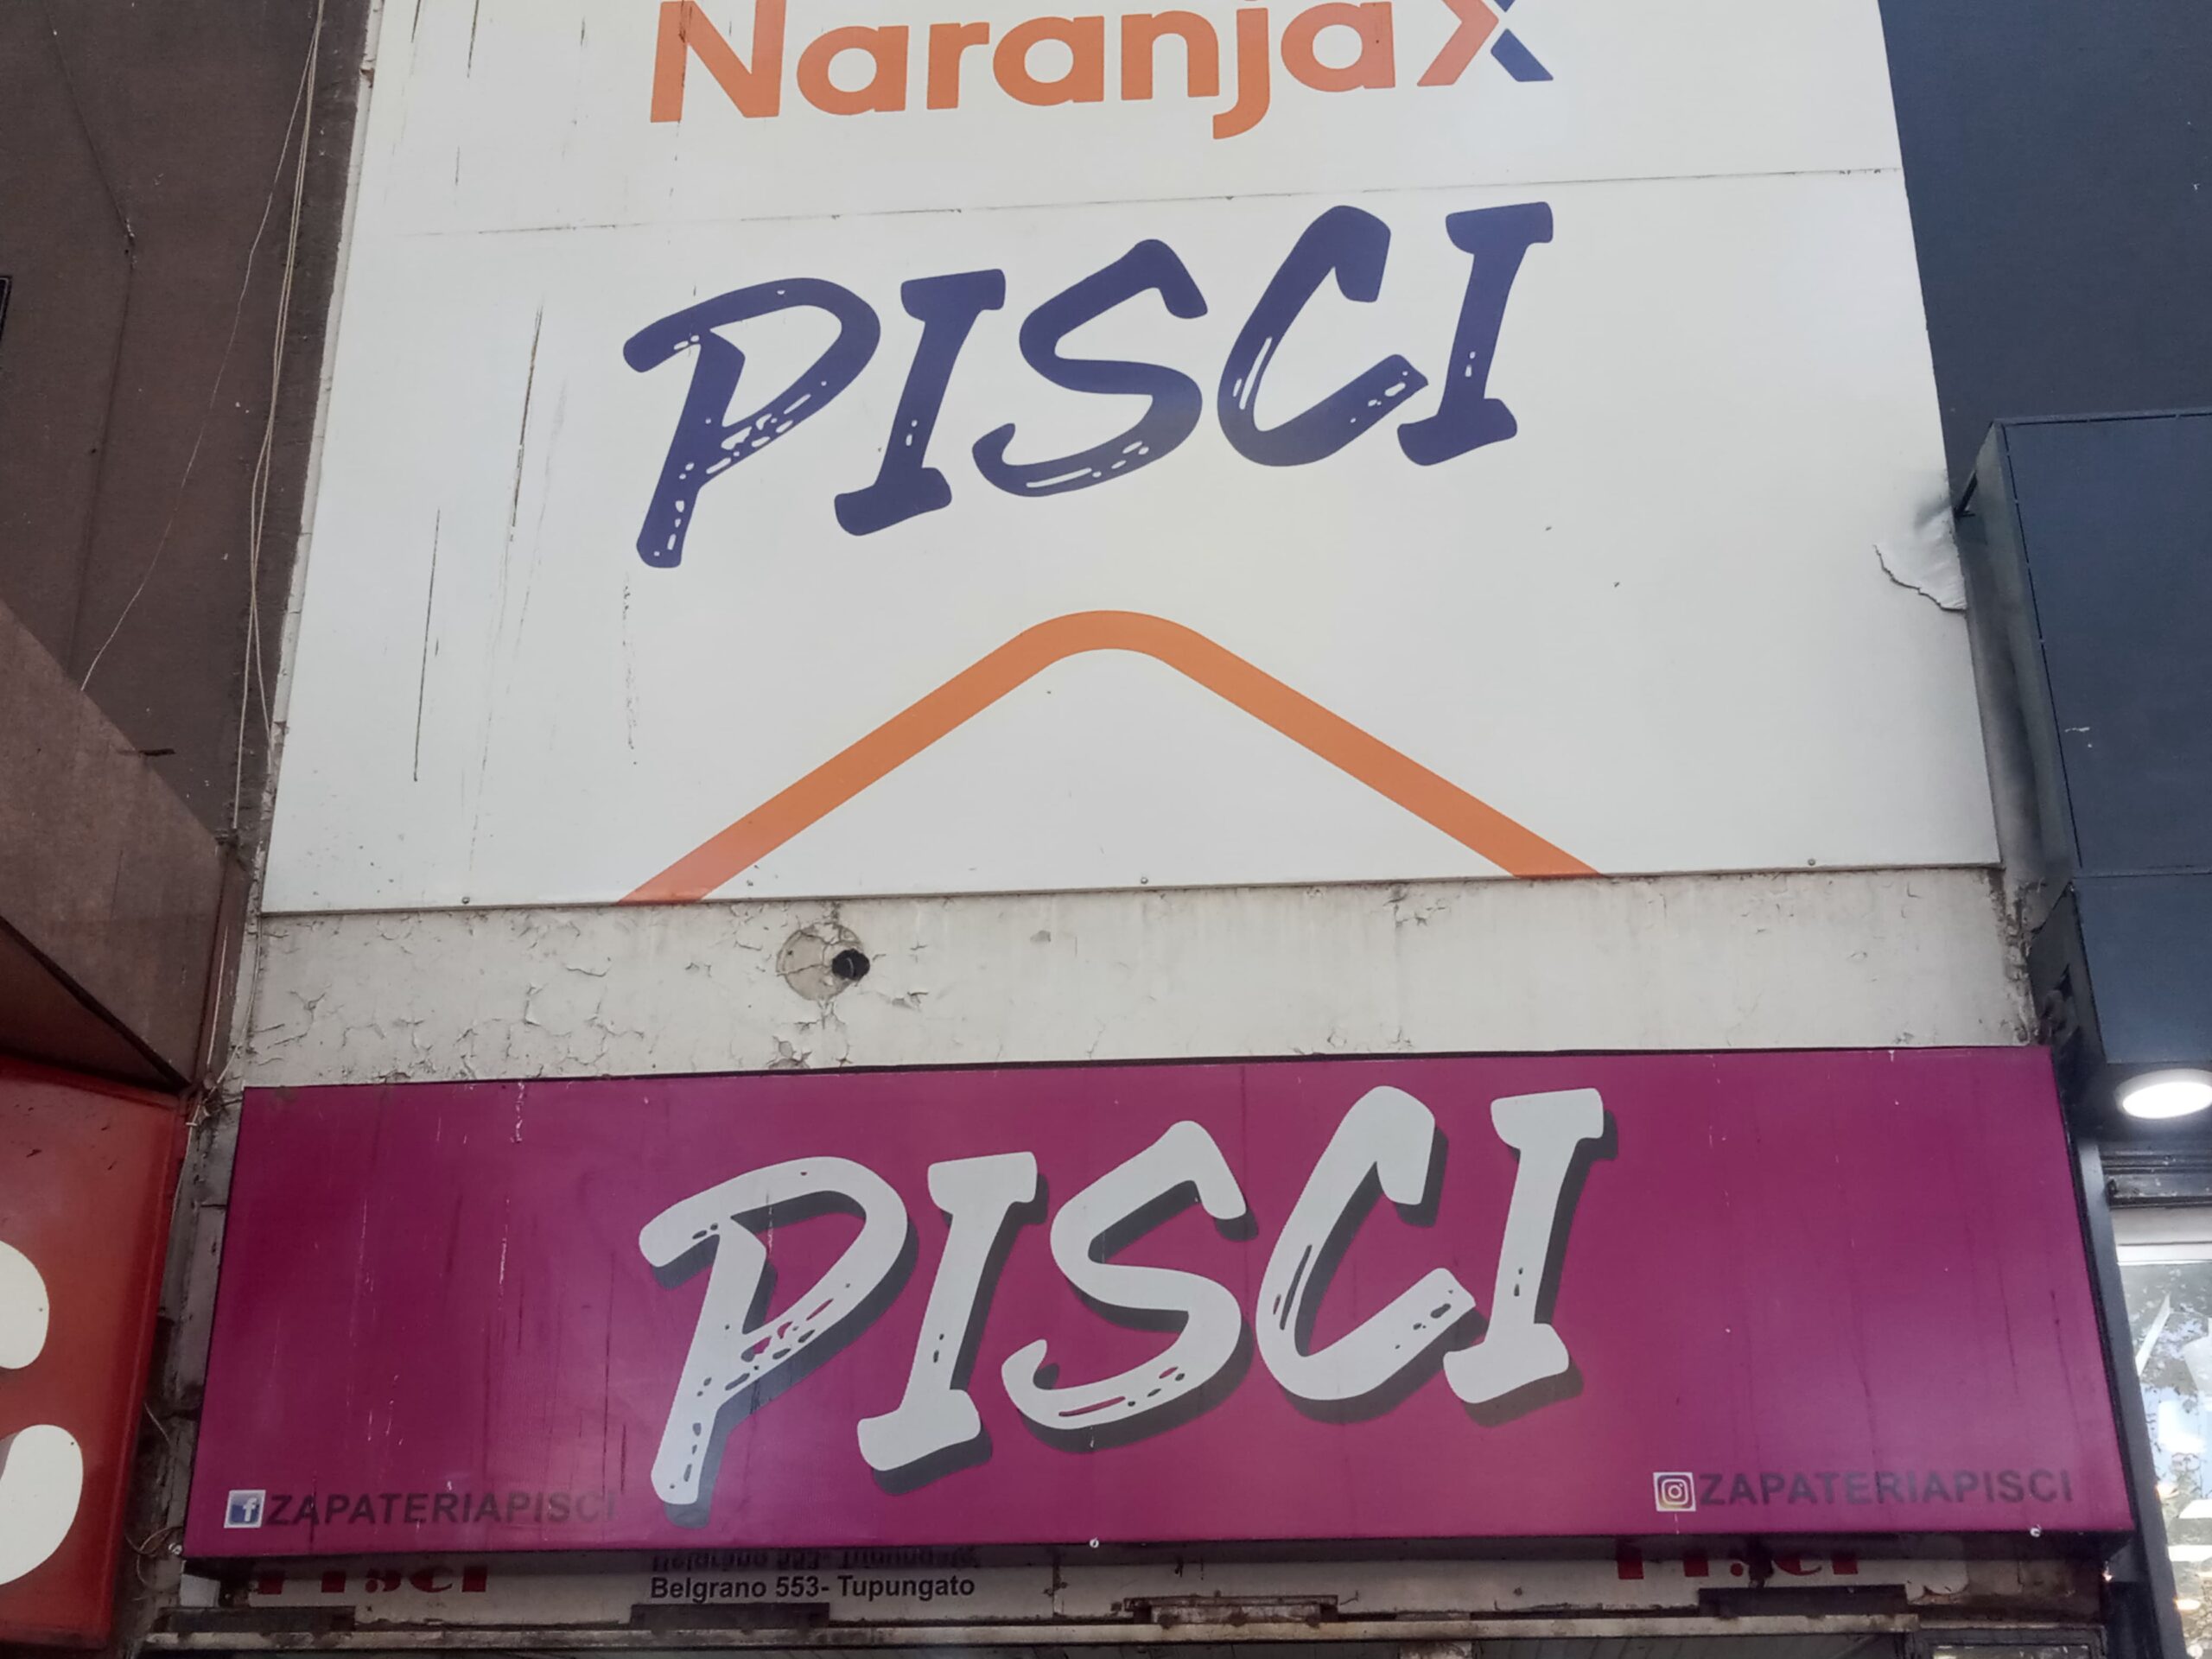 NaranjaX
PISCI
PISCI
ZAPATERIAPISCI
ZAPATERIAPISCI
Belgrano 553- Tupungato